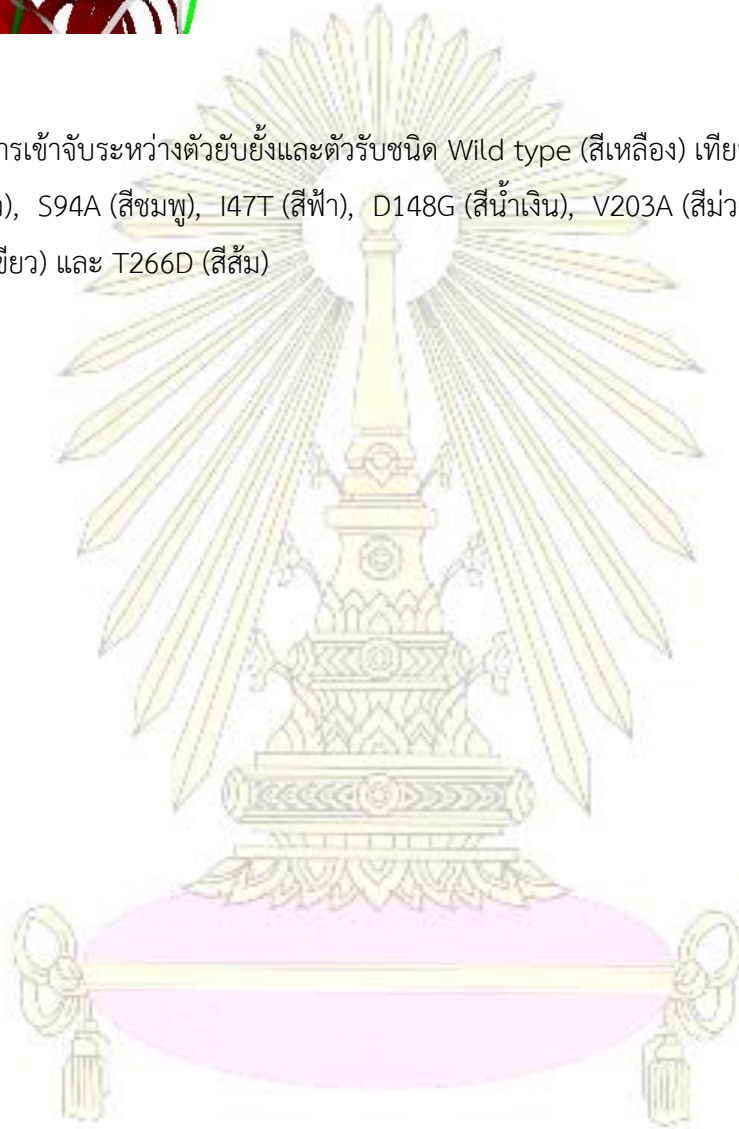 ารเข้าจับระหว่างตัวยับยั้งและตัวรับชนิด Wild type (สีเหลือง) เทีย
), S94A (สีชมพู), I47T (สีฟ้า), D148G (สีน้ำเงิน), V203A (สีม่ว
ขียว) และ T266D (สีส้ม)